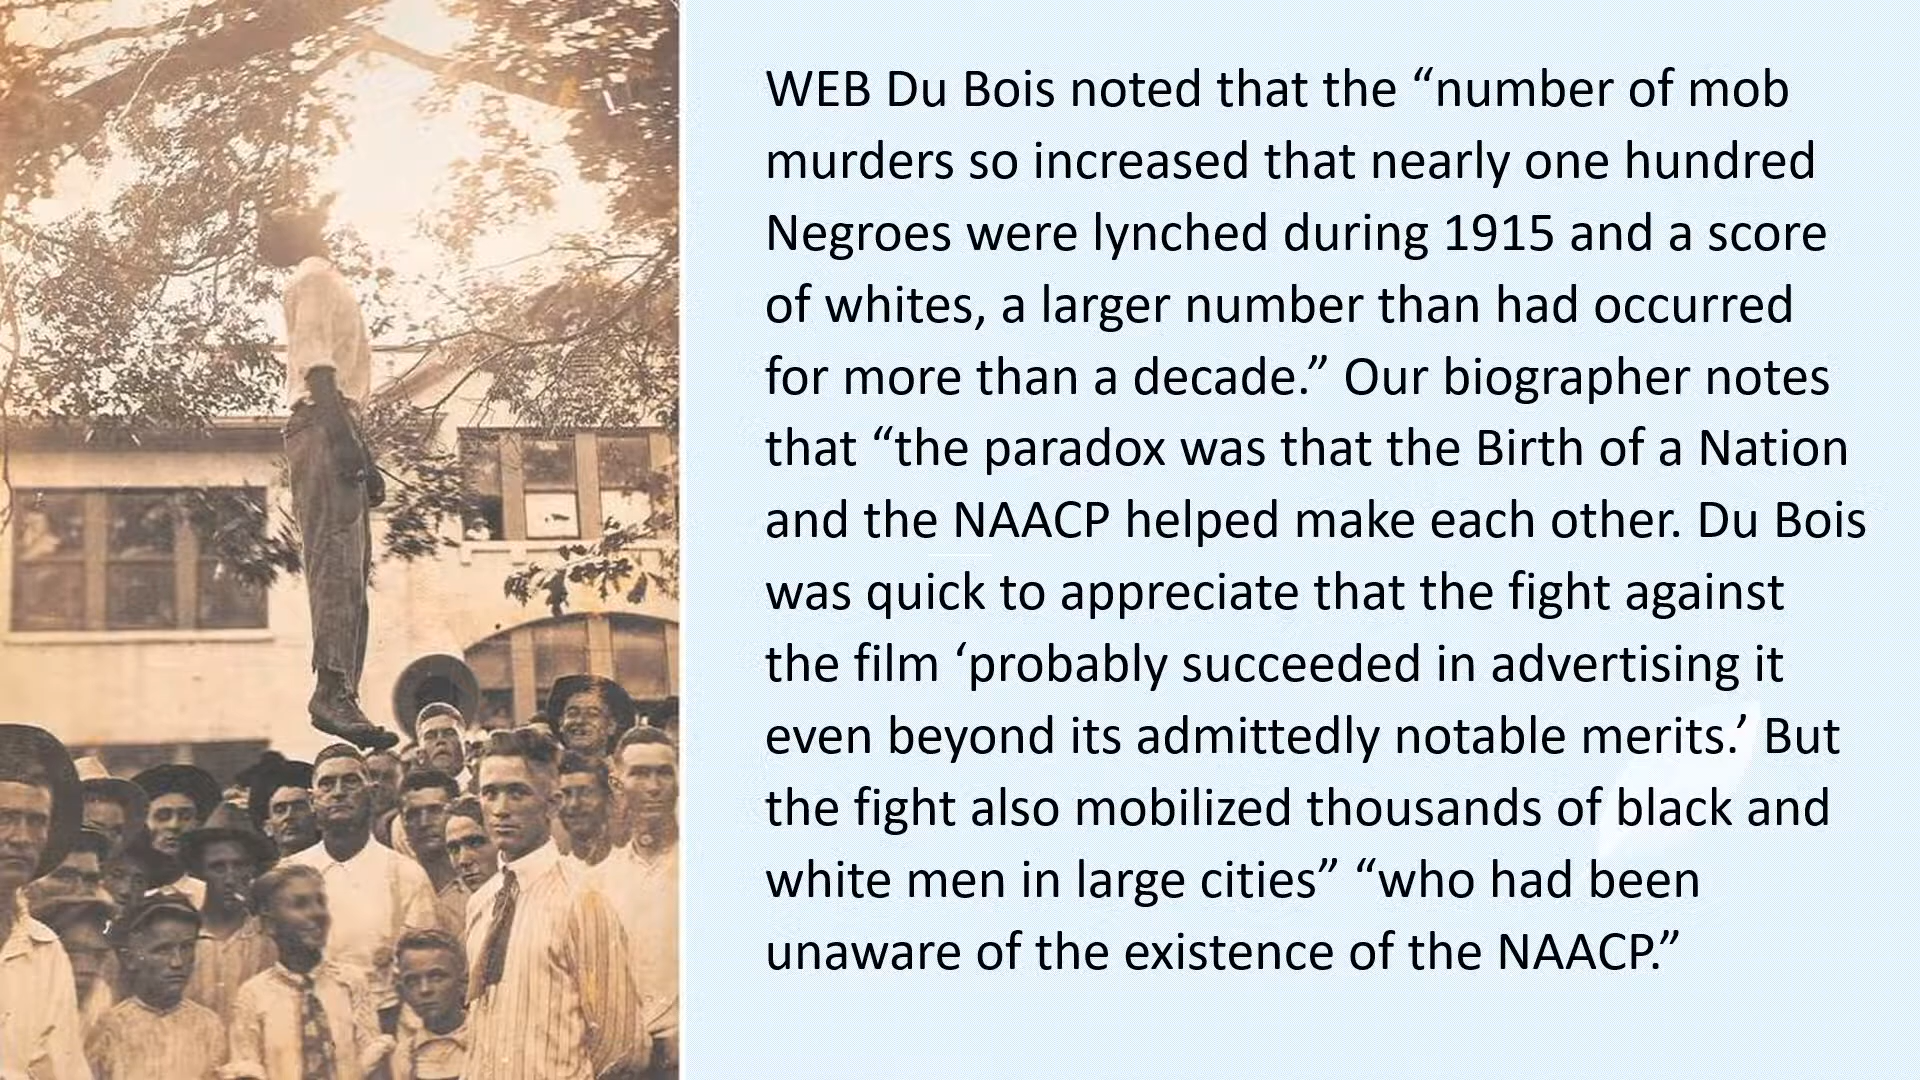 WEB Du Bois noted that the “number of mob
murders so increased that nearly one hundred
Negroes were lynched during 1915 and a score
of whites, a larger number than had occurred
for more than a decade.” Our biographer notes
that “the paradox was that the Birth of a Nation
and the NAACP helped make each other. Du Bois
was quick to appreciate that the fight against
the film ‘probably succeeded in advertising it
even beyond its admittedly notable merits.’ But
the fight also mobilized thousands of black and
white men in large cities” “who had been
unaware of the existence of the NAACP.”